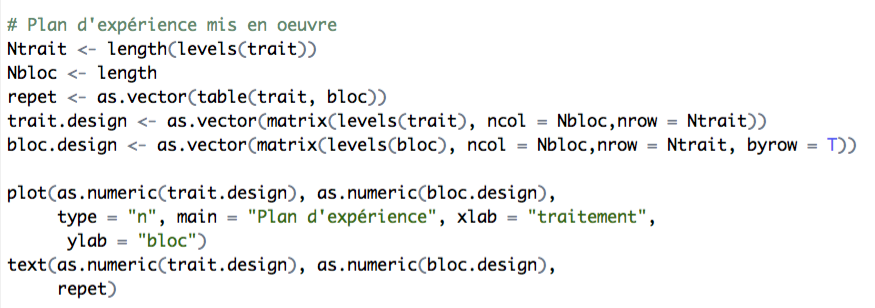 # Plan d'expérience mis en oeuvre
Ntrait <- length(levels(trait))
Nbloc <- length
repet <- as.vector(table(trait, bloc))
trait.design <- as.vector(matrix(levels(trait), ncol = Nbloc,nrow = Ntrait))
bloc.design <- as.vector(matrix(levels(bloc), ncol = Nbloc,nrow = Ntrait, byrow = T))
plot(as.numeric(trait.design), as.numeric(bloc.design),
type = "n", main = "Plan d'expérience", xlab = "traitement",
ylab = "bloc")
text(as.numeric(trait.design), as.numeric(bloc.design),
repet)